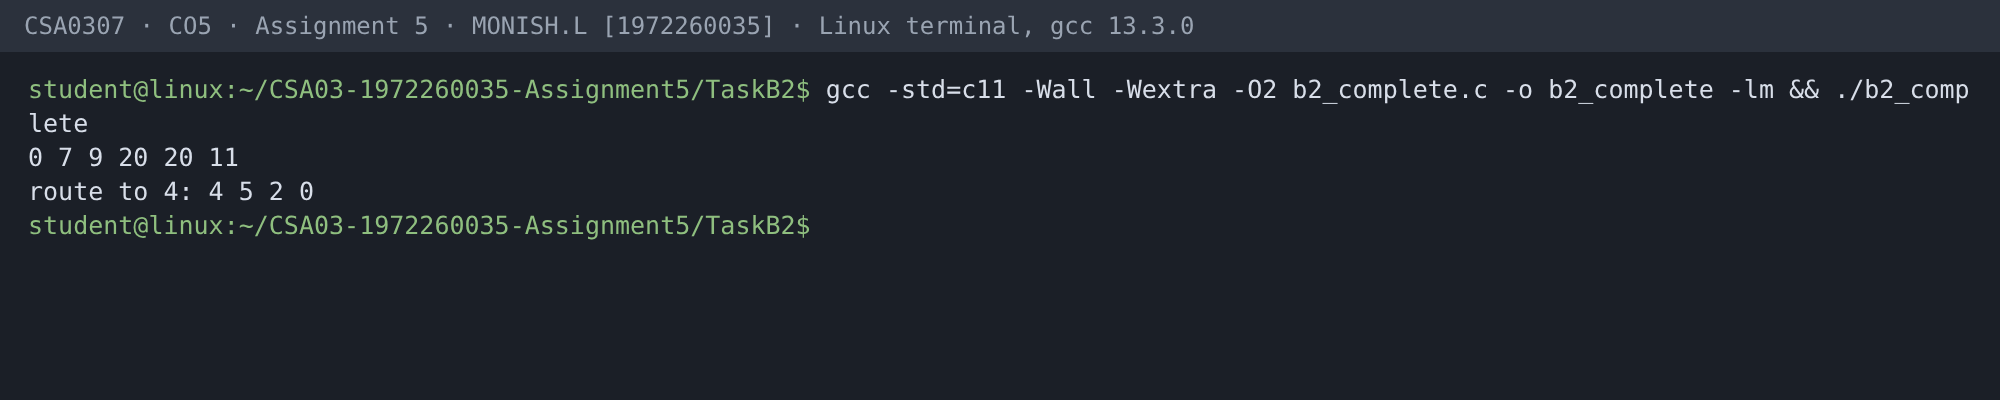 CSA0307 · CO5 · Assignment 5 · MONISH.L [1972260035] · Linux terminal, gcc 13.3.0
student@linux:~/CSA03-1972260035-Assignment5/TaskB2$ gcc -std=c11 -Wall -Wextra -O2 b2_complete.c -o b2_complete -lm && ./b2_comp
lete
0 7 9 20 20 11
route to 4: 4 5 2 0
student@linux:~/CSA03-1972260035-Assignment5/TaskB2$